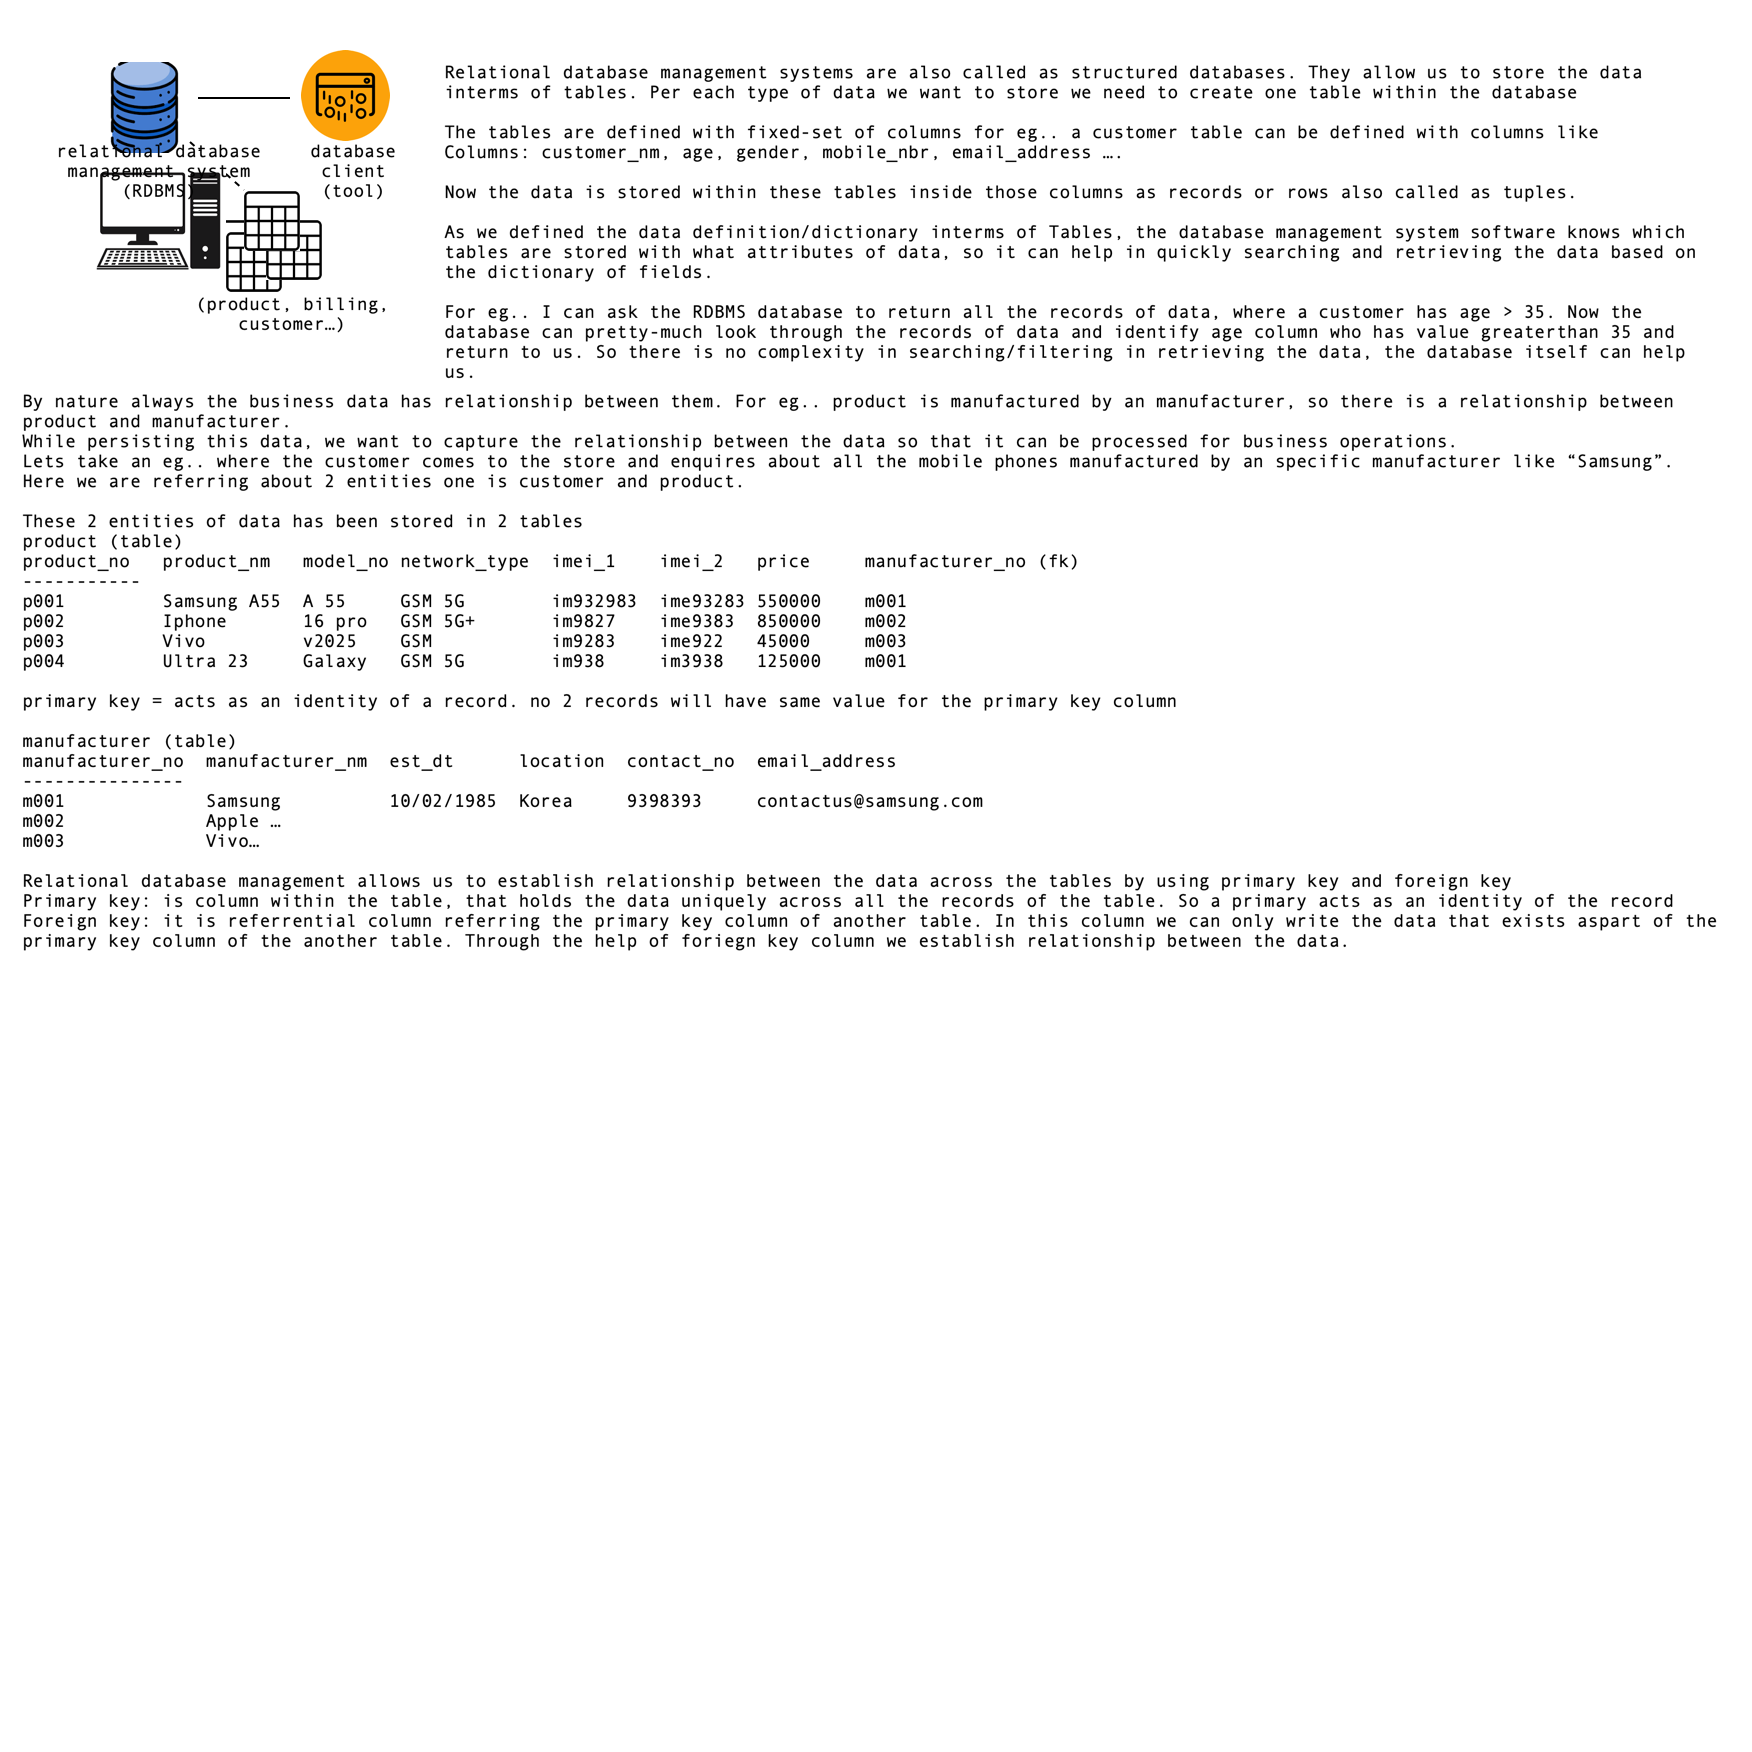 relational database
management system
(RDBMS)
database
client
(tool)
(product, billing,
customer…)
Relational database management systems are also called as structured databases. They allow us to store the data
interms of tables. Per each type of data we want to store we need to create one table within the database
The tables are defined with fixed-set of columns for eg.. a customer table can be defined with columns like
Columns: customer_nm, age, gender, mobile_nbr, email_address ….
Now the data is stored within these tables inside those columns as records or rows also called as tuples.
As we defined the data definition/dictionary interms of Tables, the database management system software knows which
tables are stored with what attributes of data, so it can help in quickly searching and retrieving the data based on
the dictionary of fields.
For eg.. I can ask the RDBMS database to return all the records of data, where a customer has age > 35. Now the
database can pretty-much look through the records of data and identify age column who has value greaterthan 35 and
return to us. So there is no complexity in searching/filtering in retrieving the data, the database itself can help
us.
By nature always the business data has relationship between them. For eg.. product is manufactured by an manufacturer, so there is a relationship between
product and manufacturer.
While persisting this data, we want to capture the relationship between the data so that it can be processed for business operations.
Lets take an eg.. where the customer comes to the store and enquires about all the mobile phones manufactured by an specific manufacturer like “Samsung”.
Here we are referring about 2 entities one is customer and product.
These 2 entities of data has been stored in 2 tables
product (table)
product_no product_nm model_no network_type imei_1 imei_2 price manufacturer_no (fk)
-----------
p001 Samsung A55 A 55 GSM 5G im932983 ime93283 550000 m001
p002 Iphone 16 pro GSM 5G+ im9827 ime9383 850000 m002
p003 Vivo v2025 GSM im9283 ime922 45000 m003
p004 Ultra 23 Galaxy GSM 5G im938 im3938 125000 m001
primary key = acts as an identity of a record. no 2 records will have same value for the primary key column
manufacturer (table)
manufacturer_no manufacturer_nm est_dt location contact_no email_address
---------------
m001 Samsung 10/02/1985 Korea 9398393 contactus@samsung.com
m002 Apple …
m003 Vivo…
Relational database management allows us to establish relationship between the data across the tables by using primary key and foreign key
Primary key: is column within the table, that holds the data uniquely across all the records of the table. So a primary acts as an identity of the record
Foreign key: it is referrential column referring the primary key column of another table. In this column we can only write the data that exists aspart of the
primary key column of the another table. Through the help of foriegn key column we establish relationship between the data.